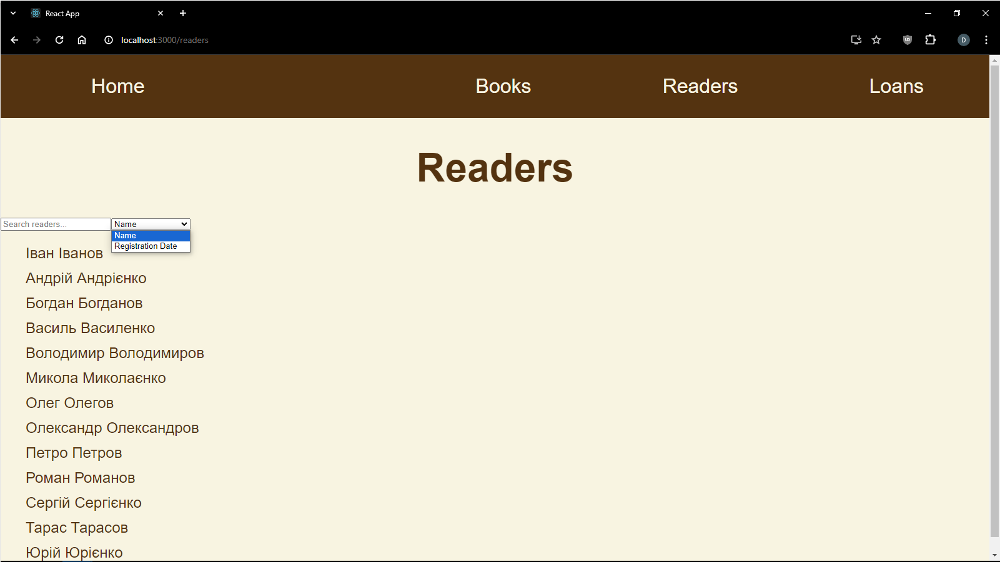 React App
localhost:3000/readers
D
Home Books Readers Loans
Readers
Search readers... Name
Name
Registration Date
Іван Іванов
Андрій Андрієнко
Богдан Богданов
Василь Василенко
Володимир Володимиров
Микола Миколаєнко
Олег Олегов
Олександр Олександров
Петро Петров
Роман Романов
Сергій Сергієнко
Тарас Тарасов
Юрій Юрієнко